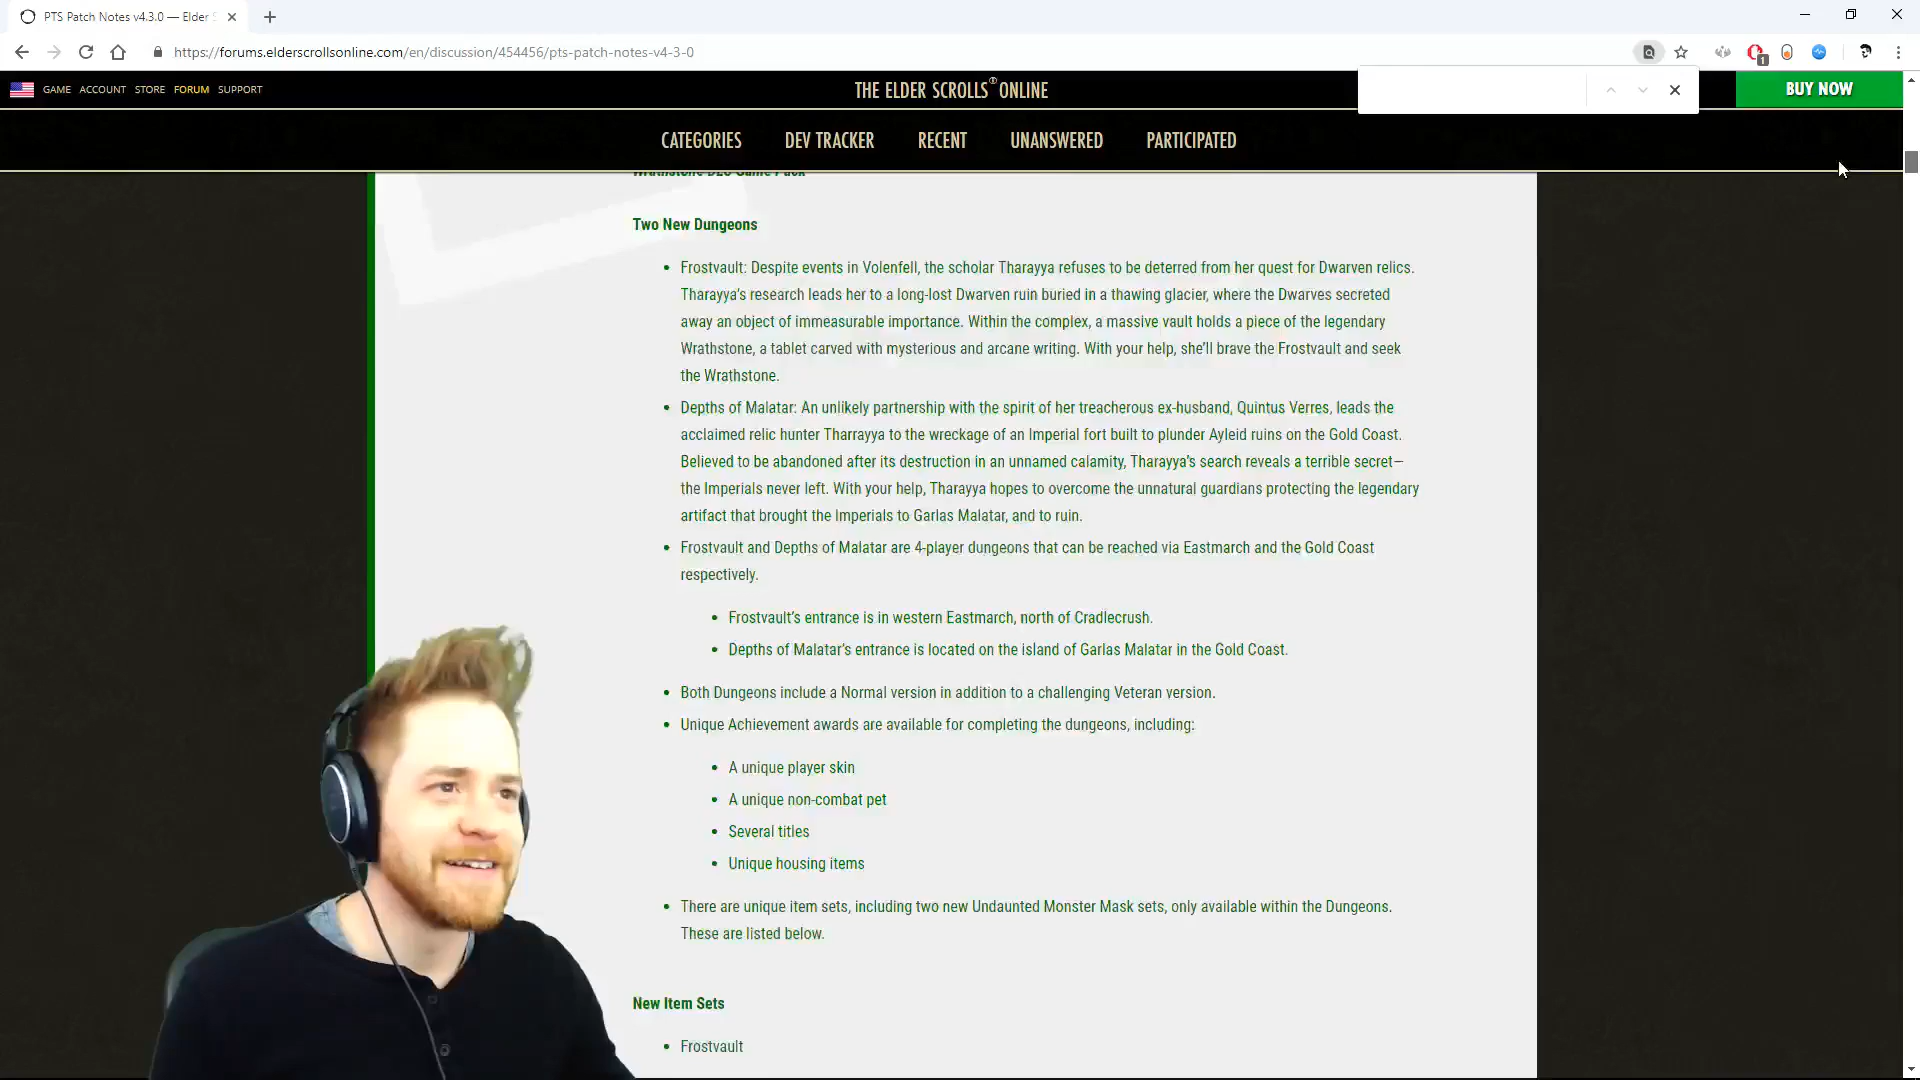 PTS Patch Notes v4.3.0 — Elder S
https://forums.elderscrollsonline.com/en/discussion/454456/pts-patch-notes-v4-3-0
1
GAME ACCOUNT STORE FORUM SUPPORT
THE ELDER SCROLLS ONLINE
BUY NOW
CATEGORIES DEV TRACKER RECENT UNANSWERED PARTICIPATED
Wrathstone DLC Game Pack
Two New Dungeons
• Frostvault: Despite events in Volenfell, the scholar Tharayya refuses to be deterred from her quest for Dwarven relics.
Tharayya's research leads her to a long-lost Dwarven ruin buried in a thawing glacier, where the Dwarves secreted
away an object of immeasurable importance. Within the complex, a massive vault holds a piece of the legendary
Wrathstone, a tablet carved with mysterious and arcane writing. With your help, she'll brave the Frostvault and seek
the Wrathstone.
• Depths of Malatar: An unlikely partnership with the spirit of her treacherous ex-husband, Quintus Verres, leads the
acclaimed relic hunter Tharrayya to the wreckage of an Imperial fort built to plunder Ayleid ruins on the Gold Coast.
Believed to be abandoned after its destruction in an unnamed calamity, Tharayya's search reveals a terrible secret—
the Imperials never left. With your help, Tharayya hopes to overcome the unnatural guardians protecting the legendary
artifact that brought the Imperials to Garlas Malatar, and to ruin.
• Frostvault and Depths of Malatar are 4-player dungeons that can be reached via Eastmarch and the Gold Coast
respectively.
• Frostvault's entrance is in western Eastmarch, north of Cradlecrush.
• Depths of Malatar's entrance is located on the island of Garlas Malatar in the Gold Coast.
• Both Dungeons include a Normal version in addition to a challenging Veteran version.
• Unique Achievement awards are available for completing the dungeons, including:
• A unique player skin
• A unique non-combat pet
• Several titles
• Unique housing items
• There are unique item sets, including two new Undaunted Monster Mask sets, only available within the Dungeons.
These are listed below.
New Item Sets
• Frostvault